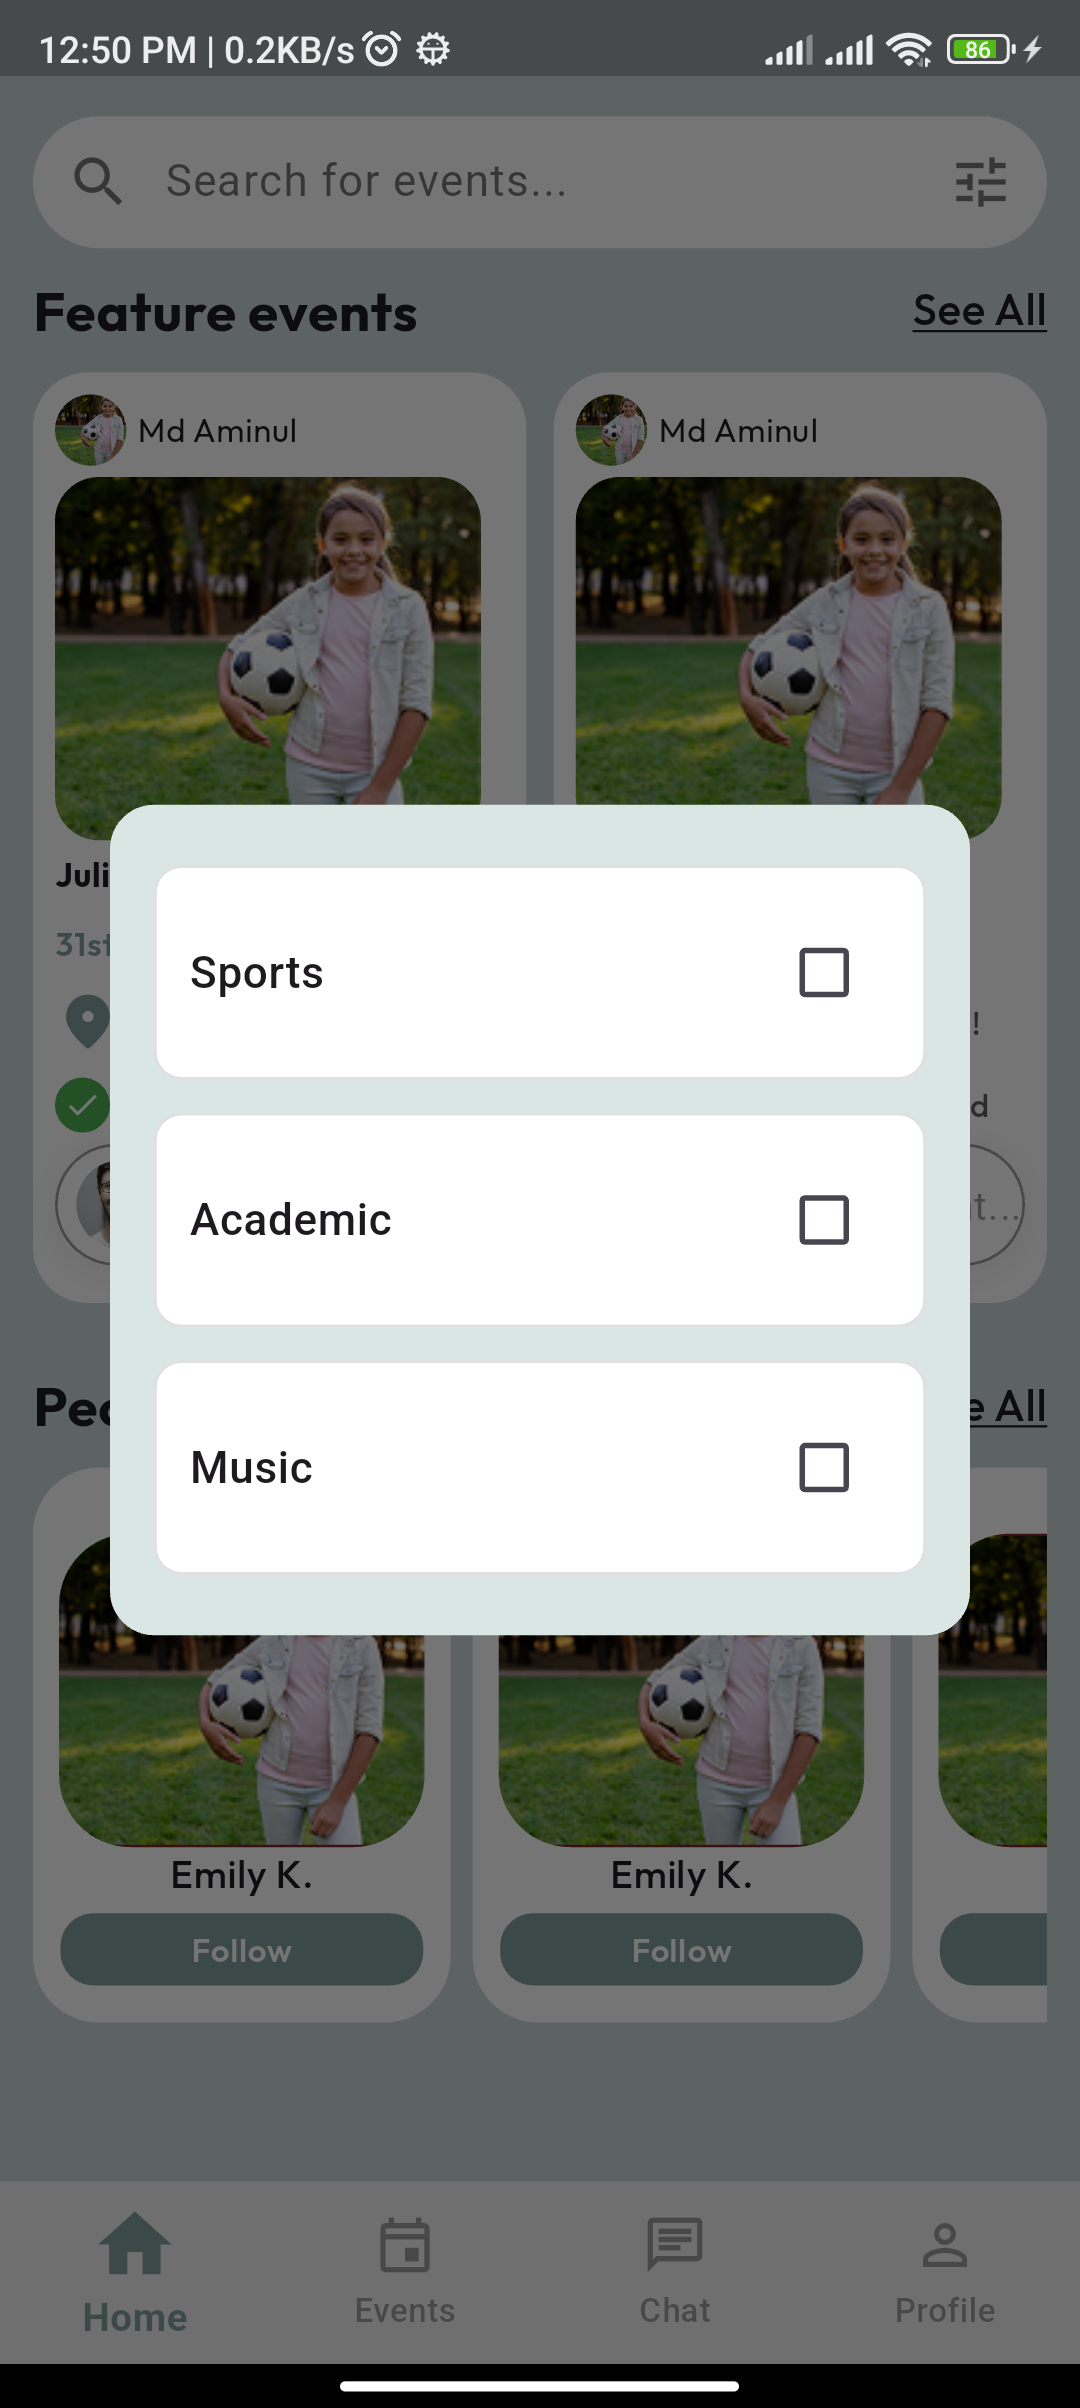 12:50 PM | 0.2KB/s
86
Search for events...
Feature events
See All
Md Aminul
Md Aminul
Juli
31st
!
d
t...
Sports
Academic
Music
e All
Emily K.
Emily K.
Follow
Follow
Home
Events
Chat
Profile